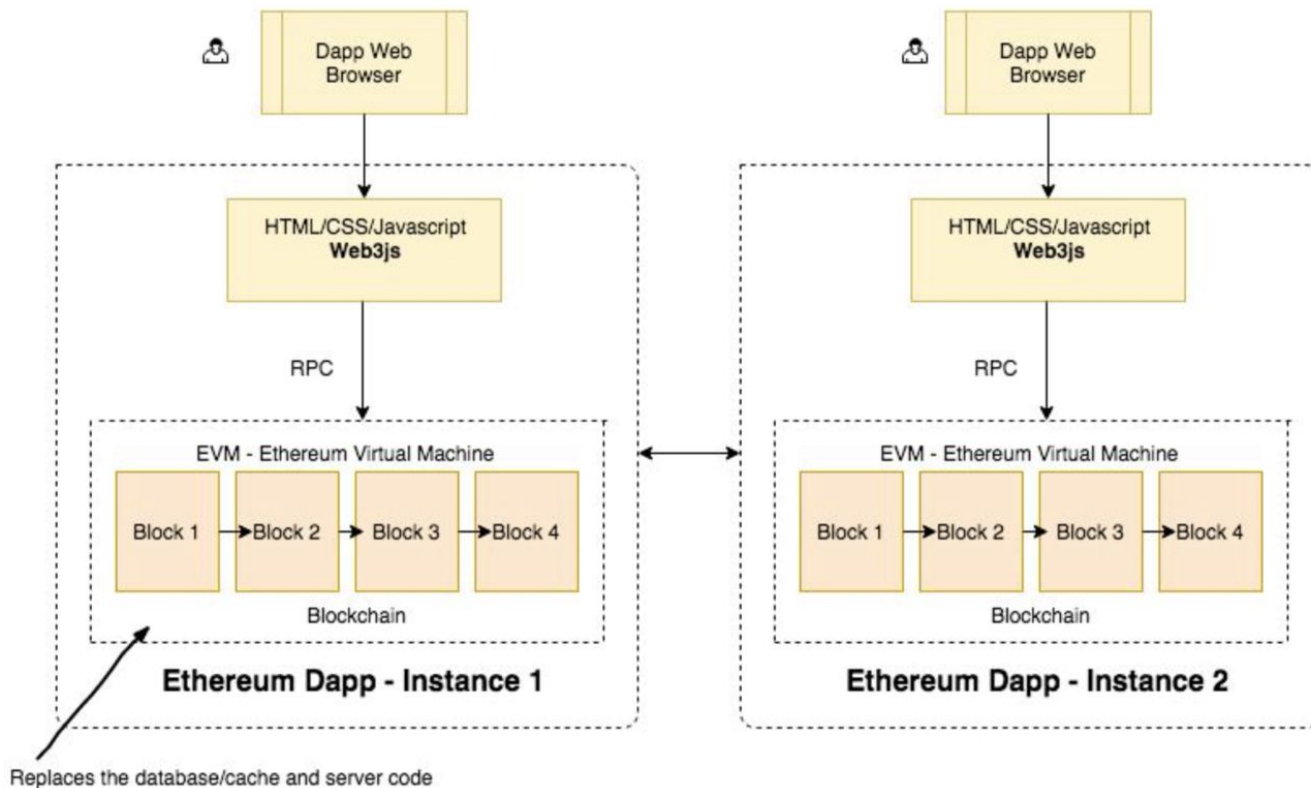 Dapp Web
Browser
Dapp Web
Browser
HTML/CSS/Javascript
Web3js
HTML/CSS/Javascript
Web3js
RPC
RPC
EVM - Ethereum Virtual Machine
Block 1
Block 2
Block 3
Block 4
Blockchain
EVM - Ethereum Virtual Machine
Block 1
Block 2
Block 3
Block 4
Blockchain
Ethereum Dapp - Instance 1
Ethereum Dapp - Instance 2
Replaces the database/cache and server code